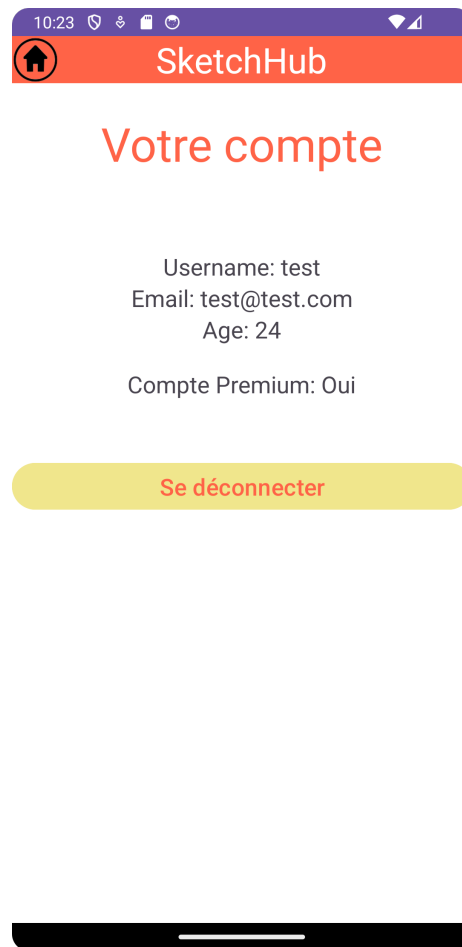 10:23
SketchHub
Votre compte
Username: test
Email: test@test.com
Age: 24
Compte Premium: Oui
Se déconnecter